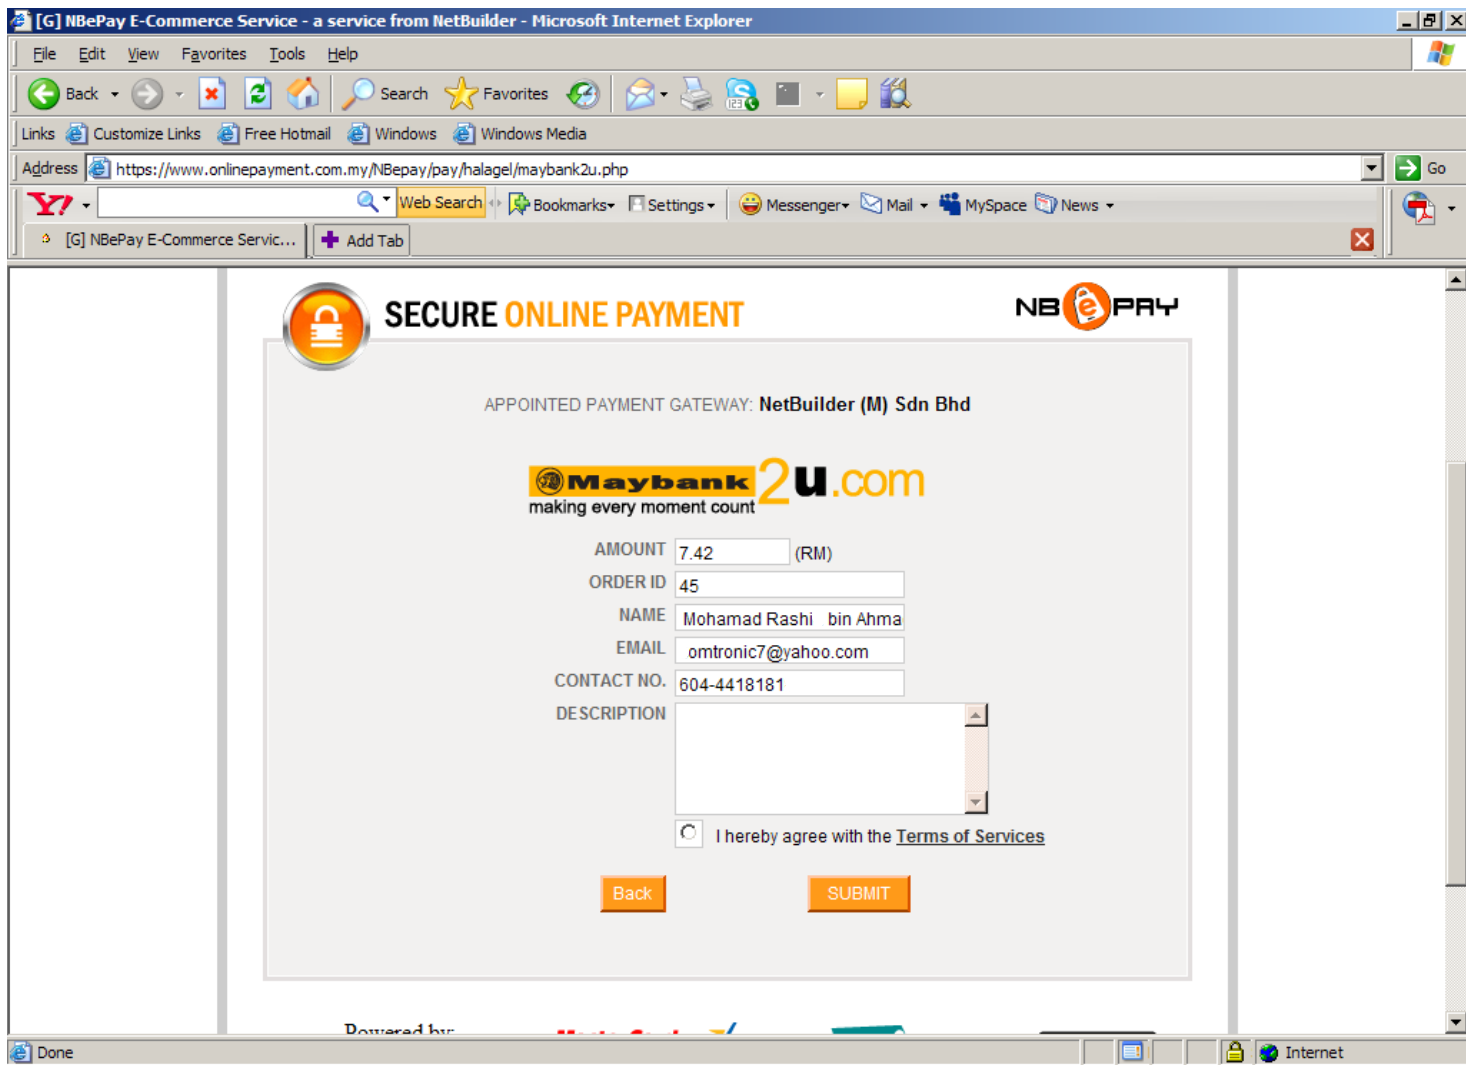 [G] NBePay E-Commerce Service - a service from NetBuilder - Microsoft Internet Explorer
File Edit View Favorites Tools Help
Back Search Favorites
Links Customize Links Free Hotmail Windows Windows Media
Address https://www.onlinepayment.com.my/NBepay/pay/halagel/maybank2u.php Go
Y! Web Search Bookmarks Settings Messenger Mail MySpace News
[G] NBePay E-Commerce Servic... Add Tab
SECURE ONLINE PAYMENT NBePAY
APPOINTED PAYMENT GATEWAY: NetBuilder (M) Sdn Bhd
Maybank2u.com
making every moment count
AMOUNT 7.42 (RM)
ORDER ID 45
NAME Mohamad Rashi bin Ahma
EMAIL omtronic7@yahoo.com
CONTACT NO. 604-4418181
DESCRIPTION
I hereby agree with the Terms of Services
Back SUBMIT
Powered by:
Done Internet